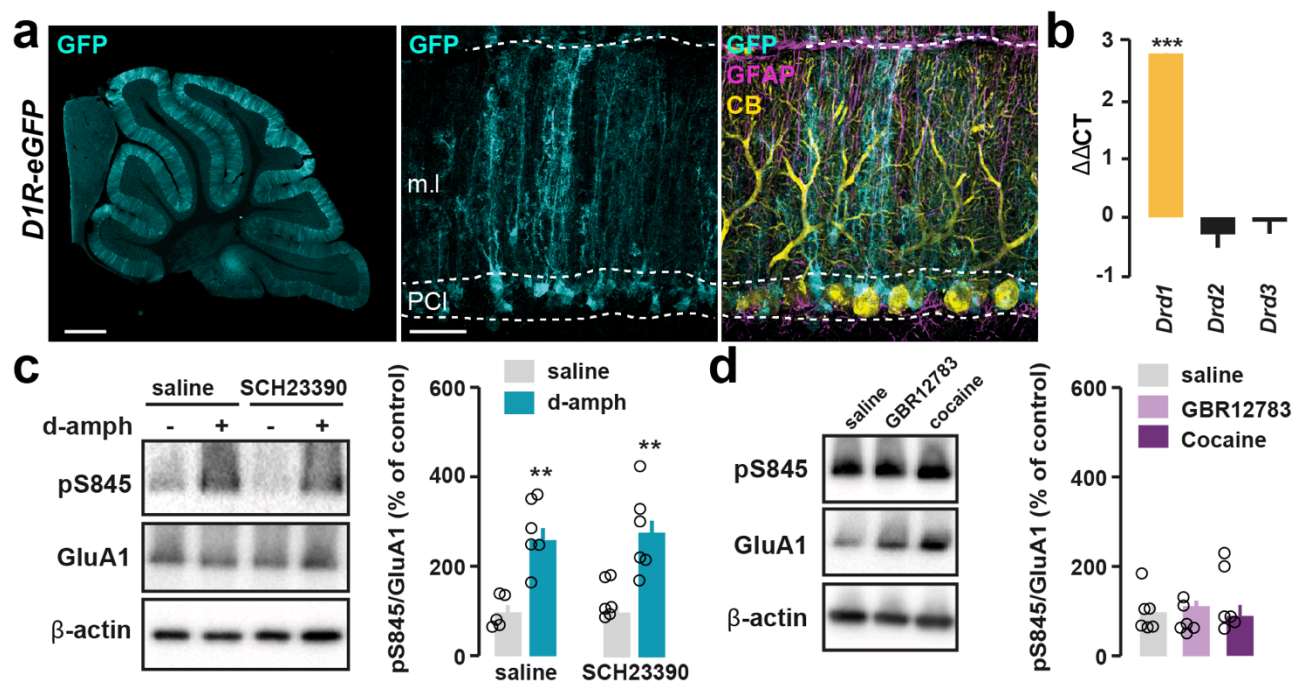 a
D1R-eGFP
GFP
GFP
m.l
PCl
GFP
GFAP
CB
b
ΔΔCT
3
2
1
0
-1
***
Drd1
Drd2
Drd3
c
saline SCH23390
d-amph - + - +
pS845
GluA1
β-actin
pS845/GluA1 (% of control)
600
400
200
0
saline
d-amph
**
**
saline SCH23390
d
saline GBR12783 cocaine
pS845
GluA1
β-actin
pS845/GluA1 (% of control)
600
400
200
0
saline
GBR12783
Cocaine